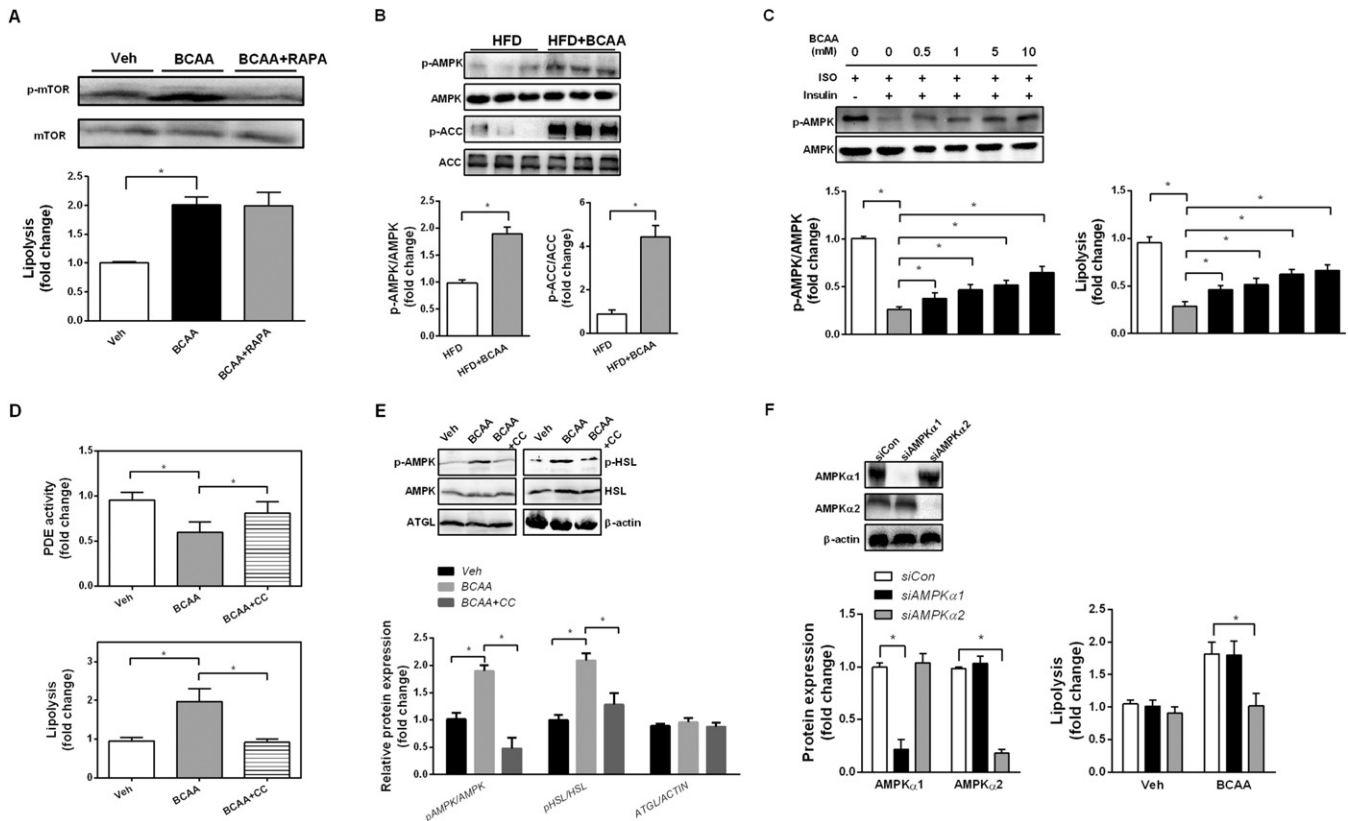 A
Veh BCAA BCAA+RAPA
p-mTOR
mTOR
*
Lipolysis
(fold change)
2.5
2.0
1.5
1.0
0.5
0.0
Veh BCAA BCAA+RAPA
B
HFD HFD+BCAA
p-AMPK
AMPK
p-ACC
ACC
*
p-AMPK/AMPK
(fold change)
2.5
2.0
1.5
1.0
0.5
0.0
HFD HFD+BCAA
*
p-ACC/ACC
(fold change)
6
4
2
0
HFD HFD+BCAA
C
BCAA
(mM) 0 0 0.5 1 5 10
ISO + + + + + +
Insulin - + + + + +
p-AMPK
AMPK
* * * * *
p-AMPK/AMPK
(fold change)
1.5
1.0
0.5
0.0
* * * * *
Lipolysis
(fold change)
1.5
1.0
0.5
0.0
D
* *
PDE activity
(fold change)
1.5
1.0
0.5
0.0
Veh BCAA BCAA+CC
* *
Lipolysis
(fold change)
3
2
1
0
Veh BCAA BCAA+CC
E
Veh BCAA BCAA+CC Veh BCAA BCAA+CC
p-AMPK p-HSL
AMPK HSL
ATGL β-actin
Veh
BCAA
BCAA+CC
* * * *
Relative protein expression
(fold change)
2.5
2.0
1.5
1.0
0.5
0.0
pAMPK/AMPK pHSL/HSL ATGL/ACTIN
F
siCon siAMPKα1 siAMPKα2
AMPKα1
AMPKα2
β-actin
siCon
siAMPKα1
siAMPKα2
* *
Protein expression
(fold change)
1.5
1.0
0.5
0.0
AMPKα1 AMPKα2
*
Lipolysis
(fold change)
2.5
2.0
1.5
1.0
0.5
0.0
Veh BCAA